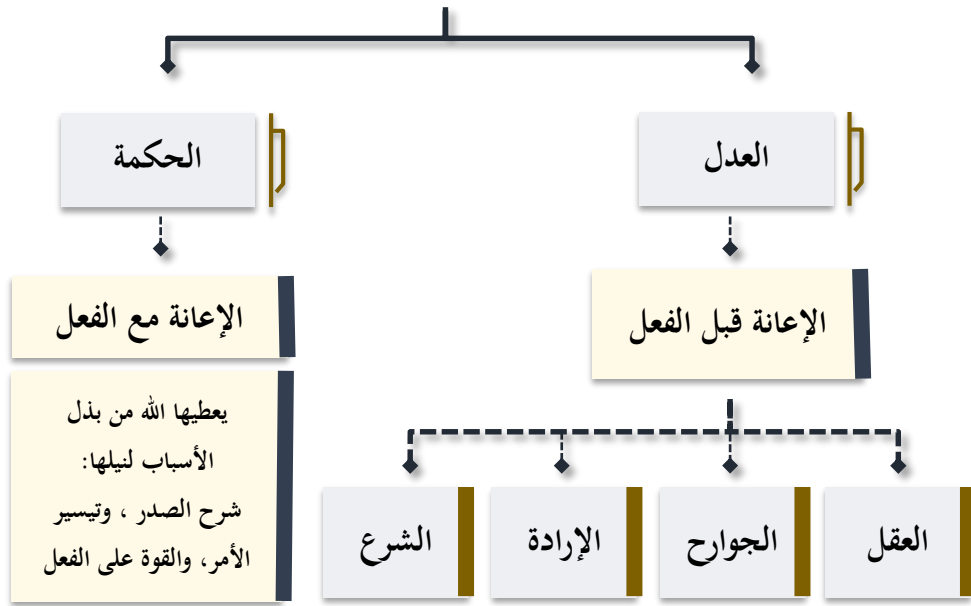 العدل
الحكمة
الإعانة قبل الفعل
الإعانة مع الفعل
العقل
الجوارح
الإرادة
الشرع
يعطيها الله من بذل
الأسباب لنيلها:
شرح الصدر ، وتيسير
الأمر، والقوة على الفعل